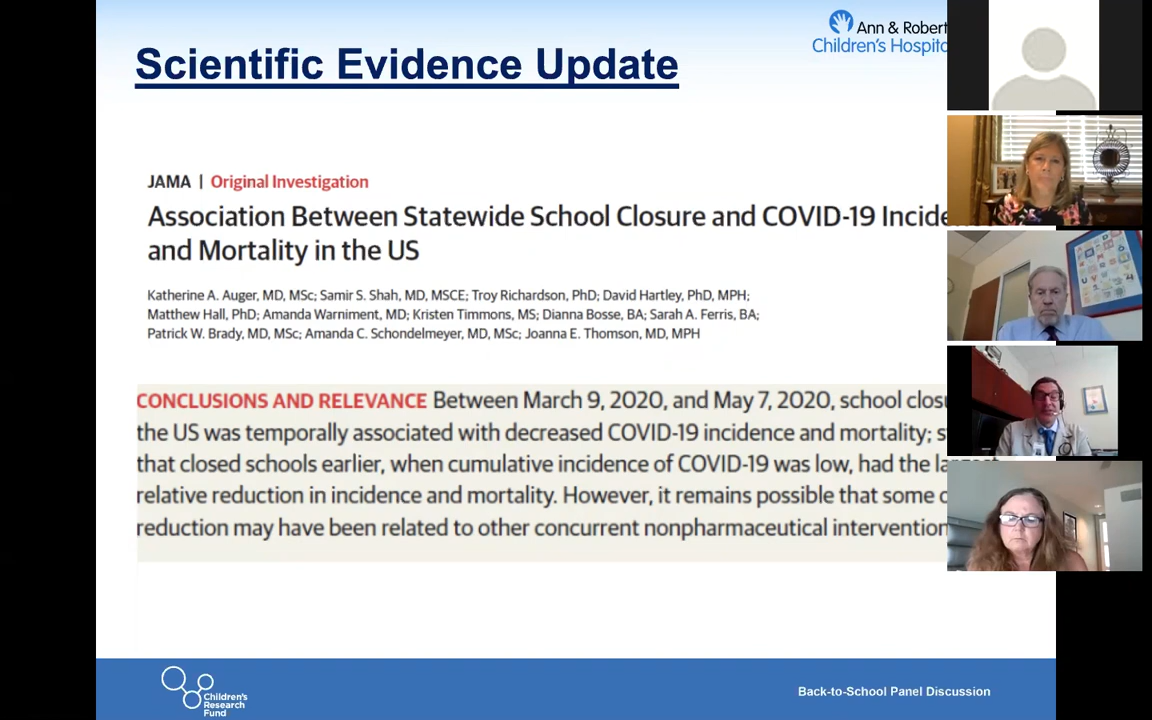 Scientific Evidence Update
Ann & Robert
Children's Hospit
JAMA | Original Investigation
Association Between Statewide School Closure and COVID-19 Incide
and Mortality in the US
Katherine A. Auger, MD, MSc; Samir S. Shah, MD, MSCE; Troy Richardson, PhD; David Hartley, PhD, MPH;
Matthew Hall, PhD; Amanda Warniment, MD; Kristen Timmons, MS; Dianna Bosse, BA; Sarah A. Ferris, BA;
Patrick W. Brady, MD, MSc; Amanda C. Schondelmeyer, MD, MSc; Joanna E. Thomson, MD, MPH
CONCLUSIONS AND RELEVANCE Between March 9, 2020, and May 7, 2020, school clos
the US was temporally associated with decreased COVID-19 incidence and mortality;
that closed schools earlier, when cumulative incidence of COVID-19 was low, had the
relative reduction in incidence and mortality. However, it remains possible that some
reduction may have been related to other concurrent nonpharmaceutical intervention
Children's
Research
Fund
Back-to-School Panel Discussion